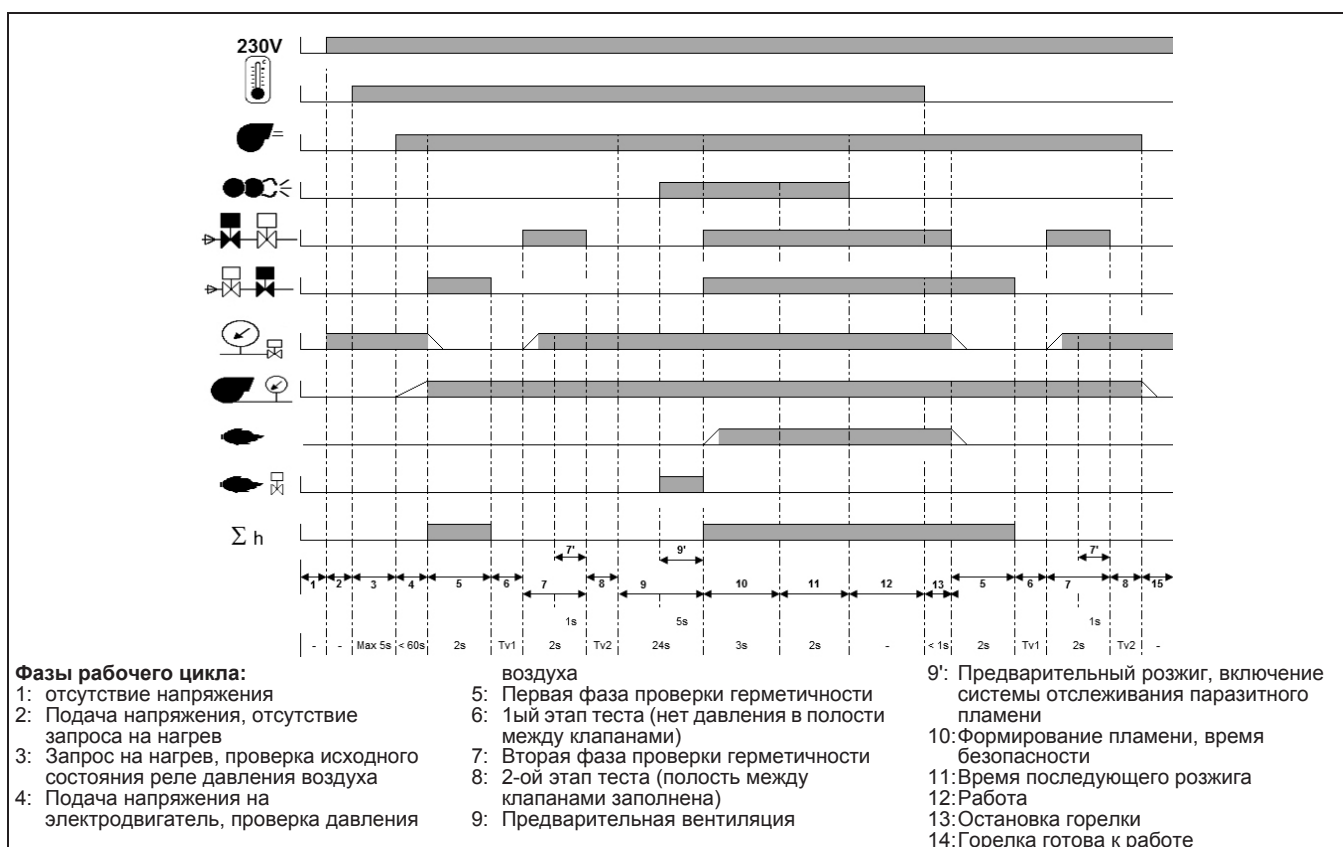 230V
Σ h
7' 9' 7'
1 2 3 4 5 6 7 8 9 10 11 12 13 5 6 7 8 15
1s 5s 1s
- - Max 5s < 60s 2s Tv1 2s Tv2 24s 3s 2s - < 1s 2s Tv1 2s Tv2 -
Фазы рабочего цикла:
1: отсутствие напряжения
2: Подача напряжения, отсутствие
запроса на нагрев
3: Запрос на нагрев, проверка исходного
состояния реле давления воздуха
4: Подача напряжения на
электродвигатель, проверка давления
воздуха
5: Первая фаза проверки герметичности
6: 1ый этап теста (нет давления в полости
между клапанами)
7: Вторая фаза проверки герметичности
8: 2-ой этап теста (полость между
клапанами заполнена)
9: Предварительная вентиляция
9': Предварительный розжиг, включение
системы отслеживания паразитного
пламени
10:Формирование пламени, время
безопасности
11:Время последующего розжига
12:Работа
13:Остановка горелки
14:Горелка готова к работе